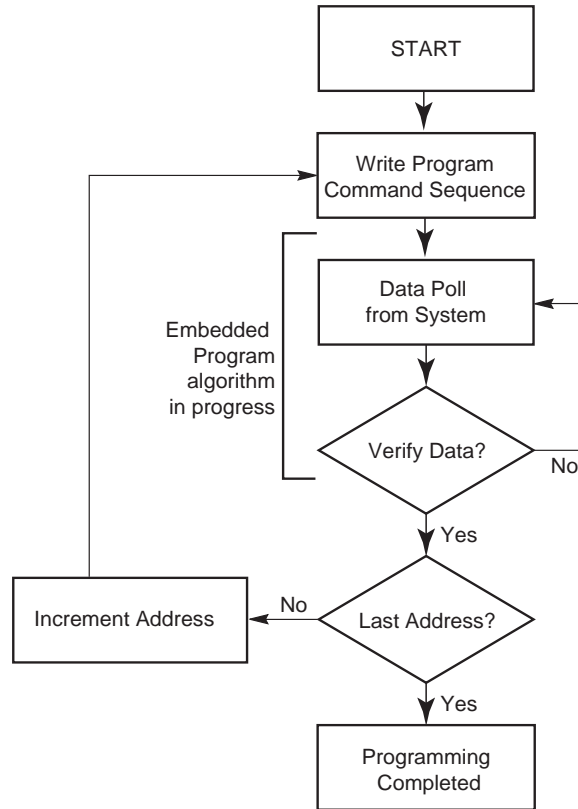 START
Write Program
Command Sequence
Data Poll
from System
Embedded
Program
algorithm
in progress
Verify Data?
No
Yes
Increment Address
No
Last Address?
Yes
Programming
Completed